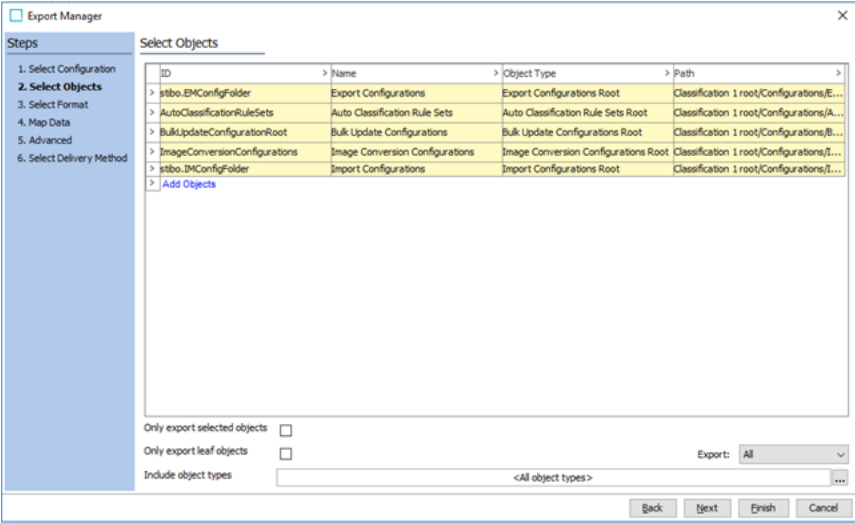 Export Manager
Steps
1. Select Configuration
2. Select Objects
3. Select Format
4. Map Data
5. Advanced
6. Select Delivery Method
Select Objects
ID > Name > Object Type > Path >
> stibo.EMConfigFolder Export Configurations Export Configurations Root Classification 1 root/Configurations/E...
> AutoClassificationRuleSets Auto Classification Rule Sets Auto Classification Rule Sets Root Classification 1 root/Configurations/A...
> BulkUpdateConfigurationRoot Bulk Update Configurations Bulk Update Configurations Root Classification 1 root/Configurations/B...
> ImageConversionConfigurations Image Conversion Configurations Image Conversion Configurations Root Classification 1 root/Configurations/I...
> stibo.IMConfigFolder Import Configurations Import Configurations Root Classification 1 root/Configurations/I...
> Add Objects
Only export selected objects
Only export leaf objects Export: All
Include object types <All object types> ...
Back Next Finish Cancel